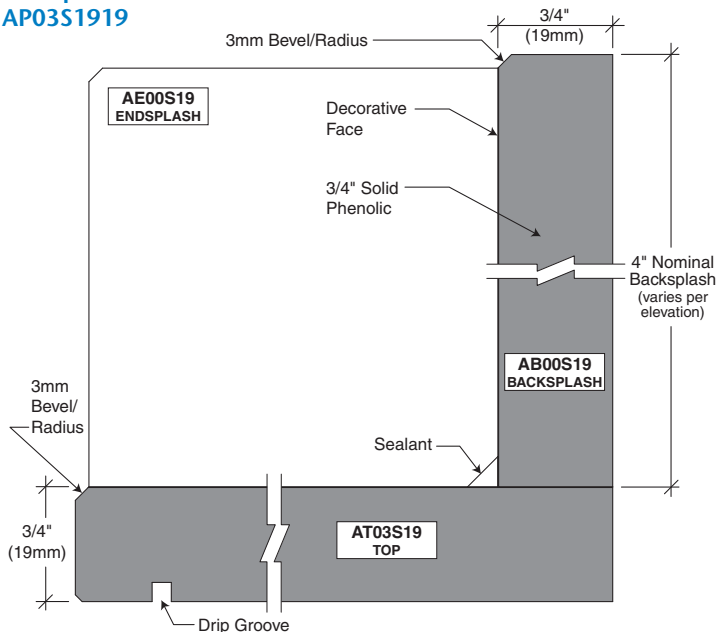 AP03S1919
3/4"
(19mm)
3mm Bevel/Radius
AE00S19
ENDSPLASH
Decorative
Face
3/4" Solid
Phenolic
4" Nominal
Backsplash
(varies per
elevation)
AB00S19
BACKSPLASH
3mm
Bevel/
Radius
Sealant
3/4"
(19mm)
AT03S19
TOP
Drip Groove